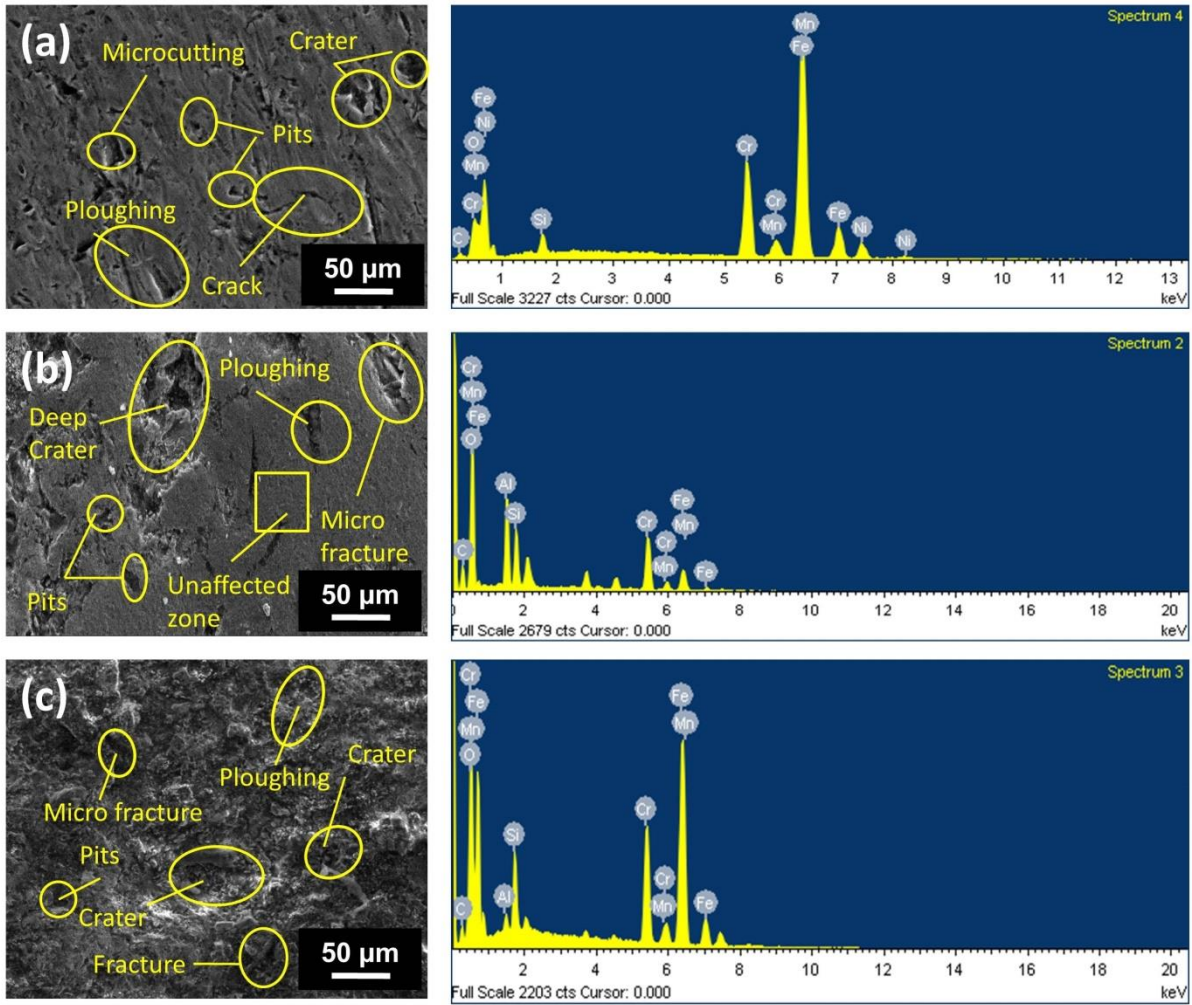 (a)
Microcutting
Crater
Pits
Ploughing
Crack
50 µm
Spectrum 4
Mn
Fe
Fe
Ni
O
Mn
Cr
C
Si
Cr
Cr
Mn
Fe
Ni
Ni
1 2 3 4 5 6 7 8 9 10 11 12 13
Full Scale 3227 cts Cursor: 0.000
keV
(b)
Ploughing
Deep
Crater
Micro
fracture
Pits
Unaffected
zone
50 µm
Spectrum 2
Cr
Mn
Fe
O
Al
Si
C
Cr
Cr
Mn
Fe
Mn
Fe
0 2 4 6 8 10 12 14 16 18 20
Full Scale 2679 cts Cursor: 0.000
keV
(c)
Ploughing
Crater
Micro fracture
Pits
Crater
Fracture
50 µm
Spectrum 3
Cr
Fe
Mn
O
Si
Al
C
Cr
Cr
Mn
Fe
Mn
Fe
2 4 6 8 10 12 14 16 18 20
Full Scale 2203 cts Cursor: 0.000
keV